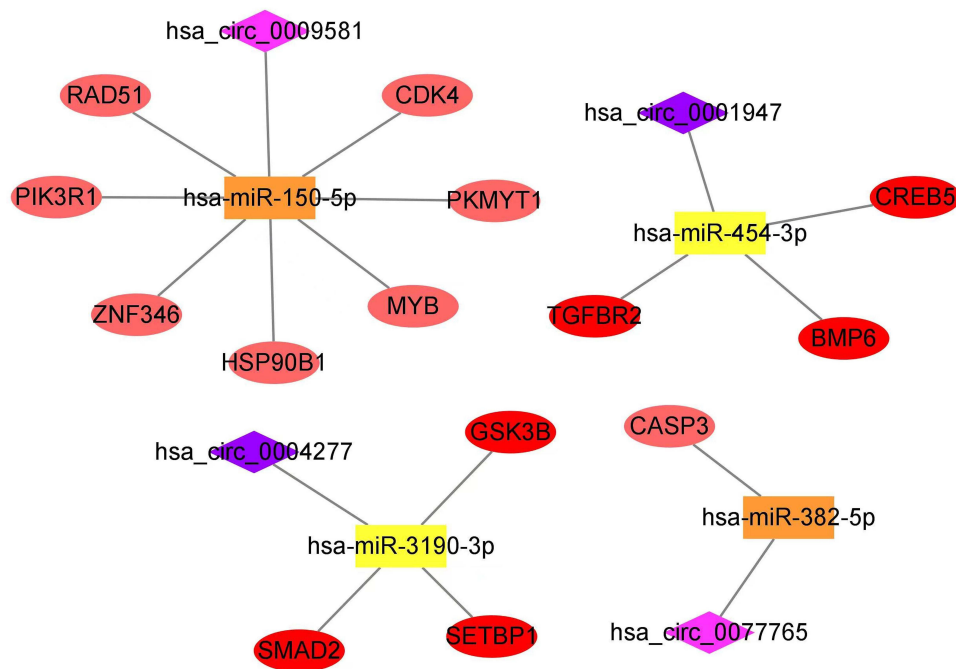 hsa_circ_0009581
RAD51
CDK4
PIK3R1
hsa-miR-150-5p
PKMYT1
ZNF346
MYB
HSP90B1
hsa_circ_0001947
CREB5
hsa-miR-454-3p
TGFBR2
BMP6
hsa_circ_0004277
GSK3B
hsa-miR-3190-3p
SMAD2
SETBP1
CASP3
hsa-miR-382-5p
hsa_circ_0077765